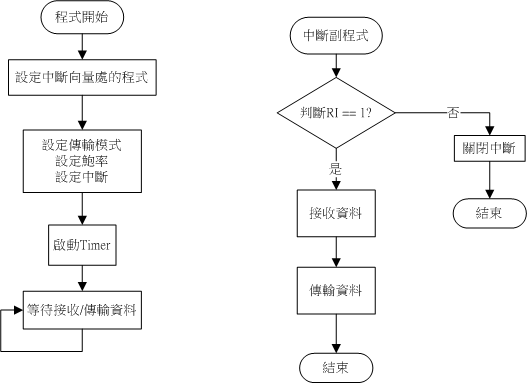 程式開始
設定中斷向量處的程式
設定傳輸模式
設定鮑率
設定中斷
啟動Timer
等待接收/傳輸資料
中斷副程式
判斷RI == 1?
否
是
關閉中斷
結束
接收資料
傳輸資料
結束